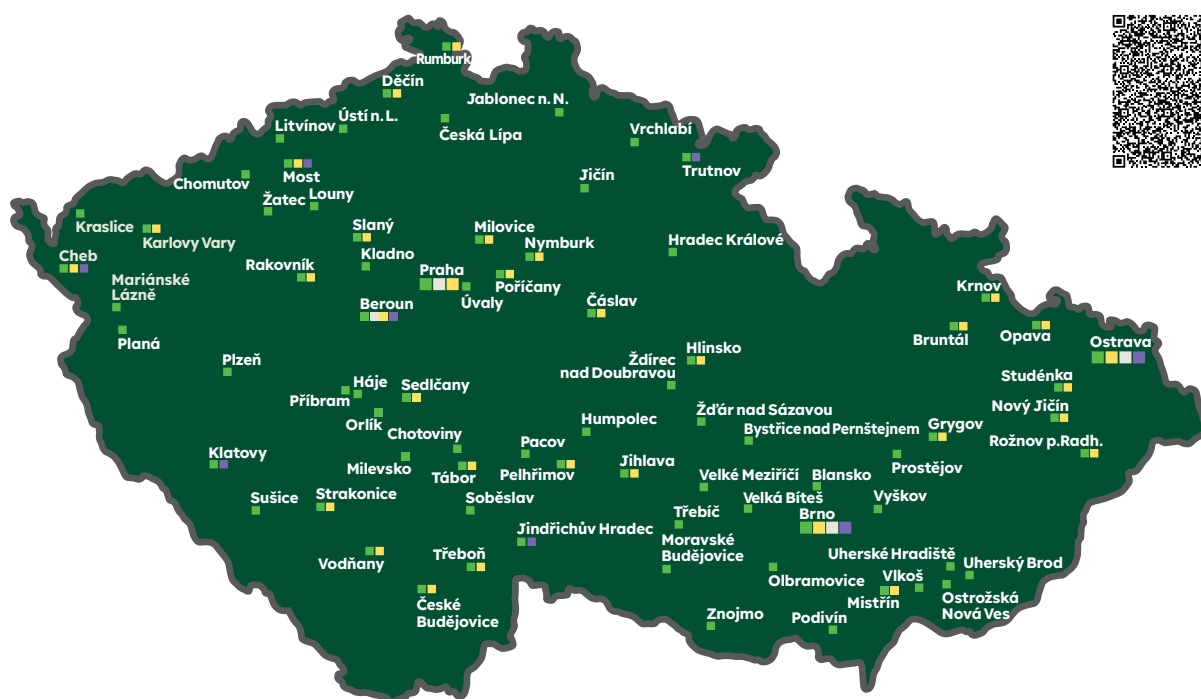 Rumburk
Děčín
Jablonec n. N.
Ústí n. L.
Litvínov
Česká Lípa
Vrchlabí
Most
Trutnov
Chomutov
Jičín
Louny
Žatec
Kraslice
Slaný
Milovice
Karlovy Vary
Nymburk
Hradec Králové
Cheb
Kladno
Rakovník
Praha
Mariánské
Lázně
Poříčany
Krnov
Úvaly
Beroun
Čáslav
Planá
Bruntál
Opava
Ostrava
Hlinsko
Plzeň
Ždírec
nad Doubravou
Studénka
Háje
Sedlčany
Příbram
Nový Jičín
Žďár nad Sázavou
Orlík
Humpolec
Grygov
Bystřice nad Pernštejnem
Chotoviny
Rožnov p.Radh.
Pacov
Klatovy
Jihlava
Milevsko
Prostějov
Tábor
Pelhřimov
Velké Meziříčí
Blansko
Sušice
Strakonice
Soběslav
Velká Bíteš
Vyškov
Brno
Třebíč
Jindřichův Hradec
Moravské
Budějovice
Třeboň
Uherské Hradiště
Vodňany
Uherský Brod
Olbramovice
Vlkoš
České
Budějovice
Mistřín
Ostrožská
Nová Ves
Znojmo
Podivín